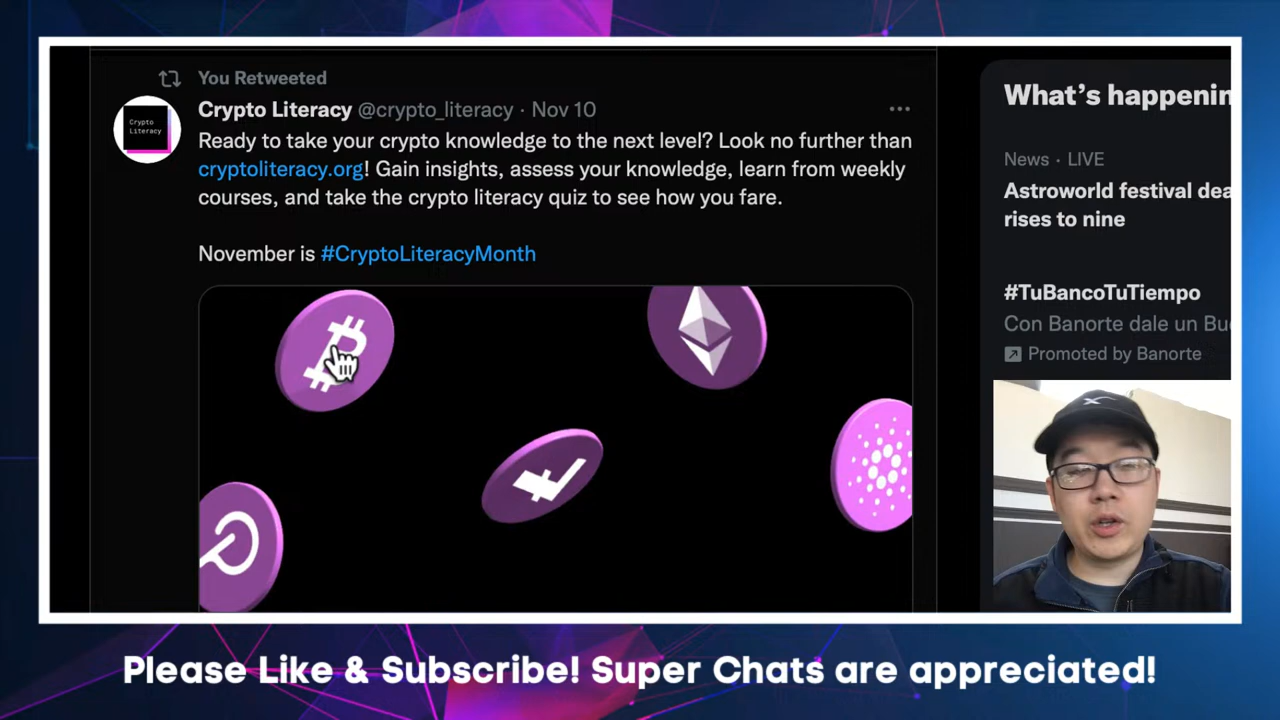 You Retweeted
Crypto Literacy @crypto_literacy · Nov 10
Crypto
Literacy
Ready to take your crypto knowledge to the next level? Look no further than
cryptoliteracy.org! Gain insights, assess your knowledge, learn from weekly
courses, and take the crypto literacy quiz to see how you fare.
November is #CryptoLiteracyMonth
What's happenin
News · LIVE
Astroworld festival dea
rises to nine
#TuBancoTuTiempo
Con Banorte dale un Bu
Promoted by Banorte
Please Like & Subscribe! Super Chats are appreciated!